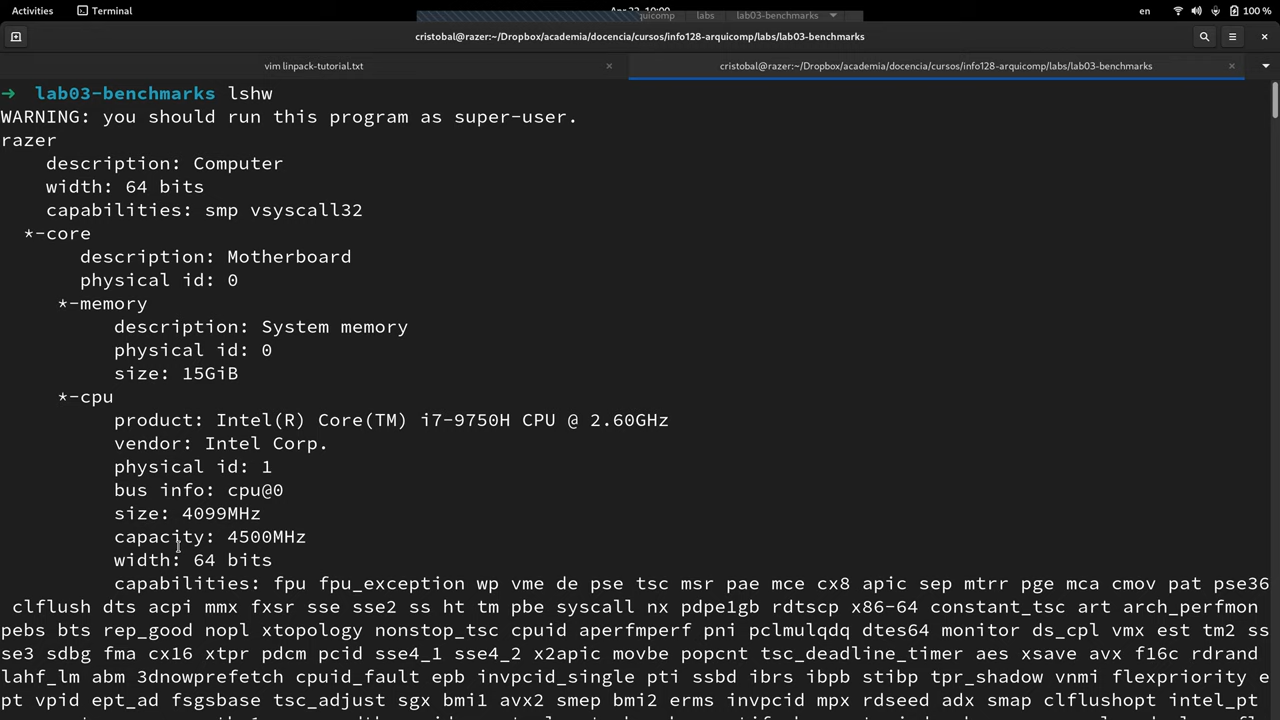 Activities
Terminal
arquicomp labs lab03-benchmarks
en
100 %
cristobal@razer:~/Dropbox/academia/docencia/cursos/info128-arquicomp/labs/lab03-benchmarks
vim linpack-tutorial.txt
cristobal@razer:~/Dropbox/academia/docencia/cursos/info128-arquicomp/labs/lab03-benchmarks
→ lab03-benchmarks lshw
WARNING: you should run this program as super-user.
razer
description: Computer
width: 64 bits
capabilities: smp vsyscall32
*-core
description: Motherboard
physical id: 0
*-memory
description: System memory
physical id: 0
size: 15GiB
*-cpu
product: Intel(R) Core(TM) i7-9750H CPU @ 2.60GHz
vendor: Intel Corp.
physical id: 1
bus info: cpu@0
size: 4099MHz
capacity: 4500MHz
width: 64 bits
capabilities: fpu fpu_exception wp vme de pse tsc msr pae mce cx8 apic sep mtrr pge mca cmov pat pse36
clflush dts acpi mmx fxsr sse sse2 ss ht tm pbe syscall nx pdpe1gb rdtscp x86-64 constant_tsc art arch_perfmon
pebs bts rep_good nopl xtopology nonstop_tsc cpuid aperfmperf pni pclmulqdq dtes64 monitor ds_cpl vmx est tm2 ss
se3 sdbg fma cx16 xtpr pdcm pcid sse4_1 sse4_2 x2apic movbe popcnt tsc_deadline_timer aes xsave avx f16c rdrand
lahf_lm abm 3dnowprefetch cpuid_fault epb invpcid_single pti ssbd ibrs ibpb stibp tpr_shadow vnmi flexpriority e
pt vpid ept_ad fsgsbase tsc_adjust sgx bmi1 avx2 smep bmi2 erms invpcid mpx rdseed adx smap clflushopt intel_pt